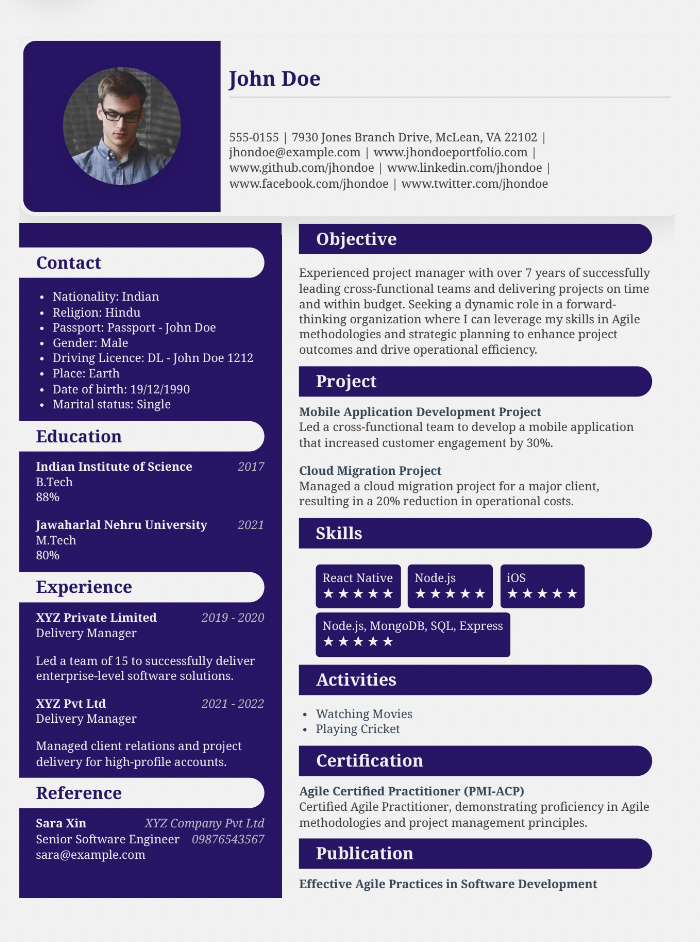 John Doe
555-0155 | 7930 Jones Branch Drive, McLean, VA 22102 |
jhondoe@example.com | www.jhondoeportfolio.com |
www.github.com/jhondoe | www.linkedin.com/jhondoe |
www.facebook.com/jhondoe | www.twitter.com/jhondoe
Contact
• Nationality: Indian
• Religion: Hindu
• Passport: Passport - John Doe
• Gender: Male
• Driving Licence: DL - John Doe 1212
• Place: Earth
• Date of birth: 19/12/1990
• Marital status: Single
Education
Indian Institute of Science 2017
B.Tech
88%
Jawaharlal Nehru University 2021
M.Tech
80%
Experience
XYZ Private Limited 2019 - 2020
Delivery Manager
Led a team of 15 to successfully deliver
enterprise-level software solutions.
XYZ Pvt Ltd 2021 - 2022
Delivery Manager
Managed client relations and project
delivery for high-profile accounts.
Reference
Sara Xin XYZ Company Pvt Ltd
Senior Software Engineer 09876543567
sara@example.com
Objective
Experienced project manager with over 7 years of successfully
leading cross-functional teams and delivering projects on time
and within budget. Seeking a dynamic role in a forward-
thinking organization where I can leverage my skills in Agile
methodologies and strategic planning to enhance project
outcomes and drive operational efficiency.
Project
Mobile Application Development Project
Led a cross-functional team to develop a mobile application
that increased customer engagement by 30%.
Cloud Migration Project
Managed a cloud migration project for a major client,
resulting in a 20% reduction in operational costs.
Skills
React Native Node.js iOS
★ ★ ★ ★ ★ ★ ★ ★ ★ ★ ★ ★ ★ ★ ★
Node.js, MongoDB, SQL, Express
★ ★ ★ ★ ★
Activities
• Watching Movies
• Playing Cricket
Certification
Agile Certified Practitioner (PMI-ACP)
Certified Agile Practitioner, demonstrating proficiency in Agile
methodologies and project management principles.
Publication
Effective Agile Practices in Software Development